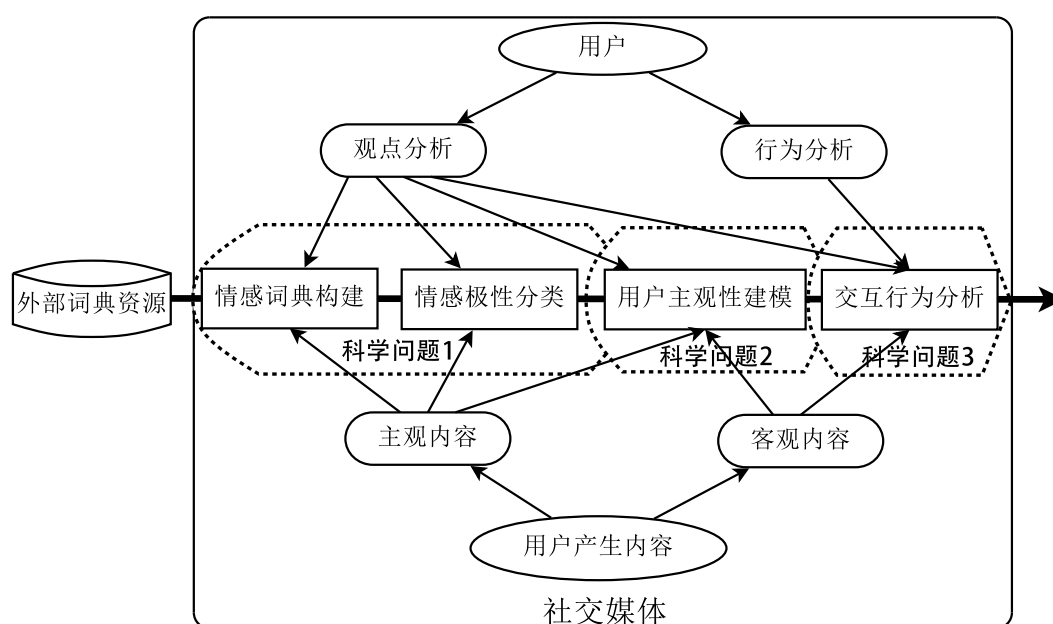 用户
观点分析
行为分析
外部词典资源
情感词典构建
情感极性分类
用户主观性建模
交互行为分析
科学问题1
科学问题2
科学问题3
主观内容
客观内容
用户产生内容
社交媒体